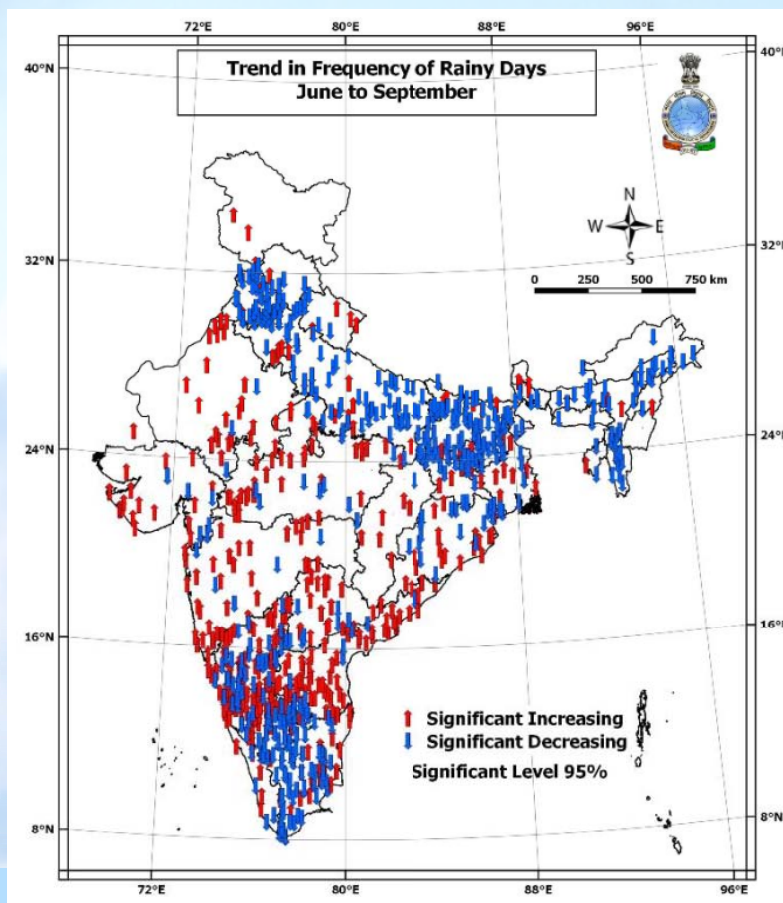 72°E 80°E 88°E 96°E
40°N 40°N
Trend in Frequency of Rainy Days
June to September
N
W E
S
32°N 32°N
0 250 500 750 km
24°N 24°N
16°N 16°N
Significant Increasing
Significant Decreasing
Significant Level 95%
8°N 8°N
72°E 80°E 88°E 96°E